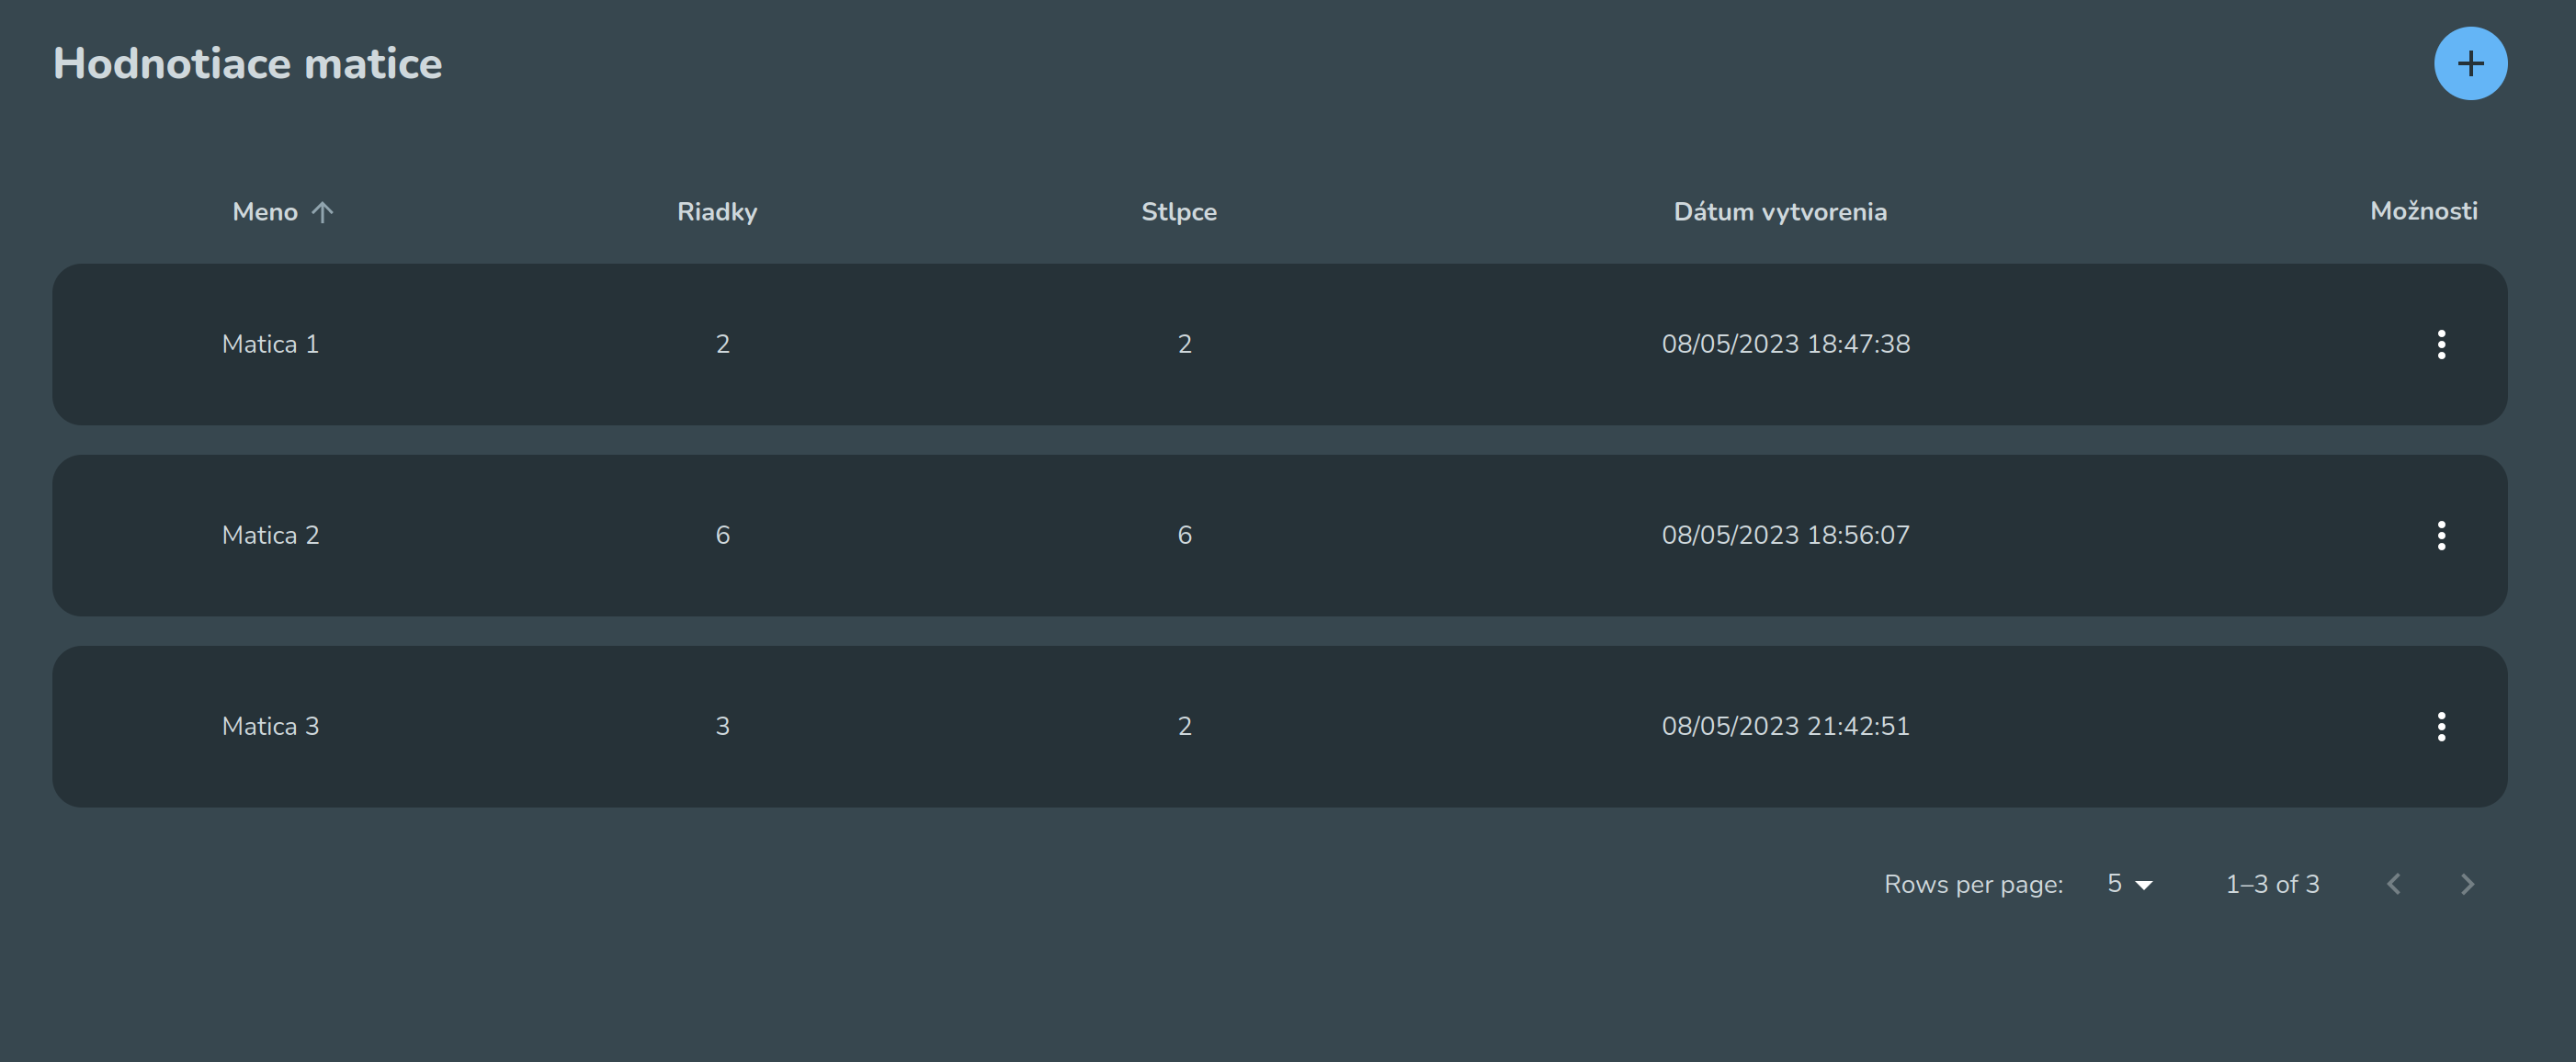 Hodnotiace matice
Meno Riadky Stlpce Dátum vytvorenia Možnosti
Matica 1 2 2 08/05/2023 18:47:38
Matica 2 6 6 08/05/2023 18:56:07
Matica 3 3 2 08/05/2023 21:42:51
Rows per page: 5 1–3 of 3